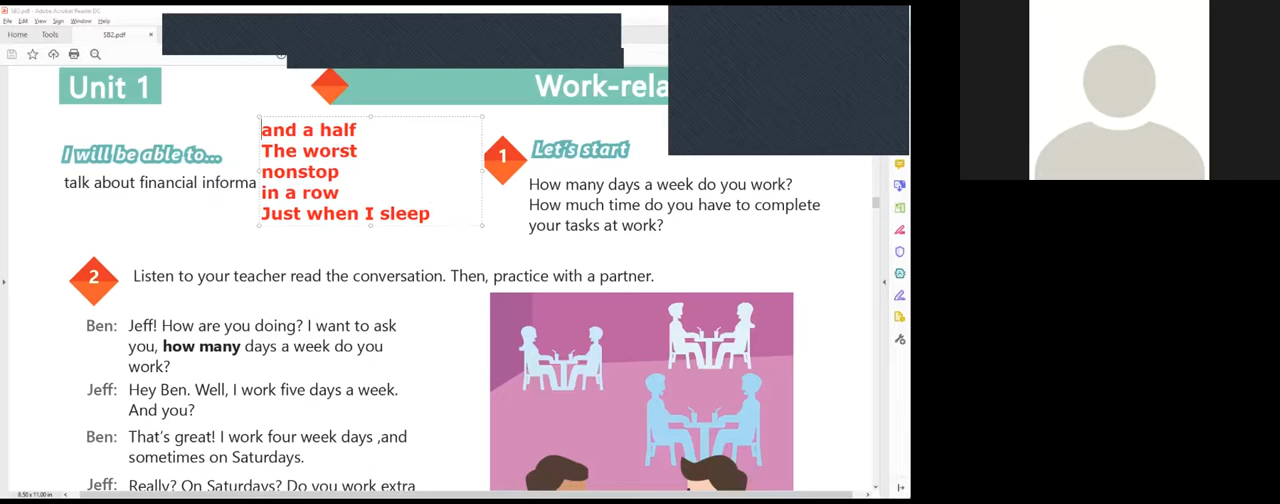 SB2.pdf - Adobe Acrobat Reader DC
File Edit View Sign Window Help
Home Tools SB2.pdf ×
Unit 1
Work-rela
I will be able to...
talk about financial informa
and a half
The worst
nonstop
in a row
Just when I sleep
1 Let's start
How many days a week do you work?
How much time do you have to complete
your tasks at work?
2 Listen to your teacher read the conversation. Then, practice with a partner.
Ben: Jeff! How are you doing? I want to ask
you, how many days a week do you
work?
Jeff: Hey Ben. Well, I work five days a week.
And you?
Ben: That's great! I work four week days ,and
sometimes on Saturdays.
Jeff: Really? On Saturdays? Do you work extra
8.50 x 11.00 in